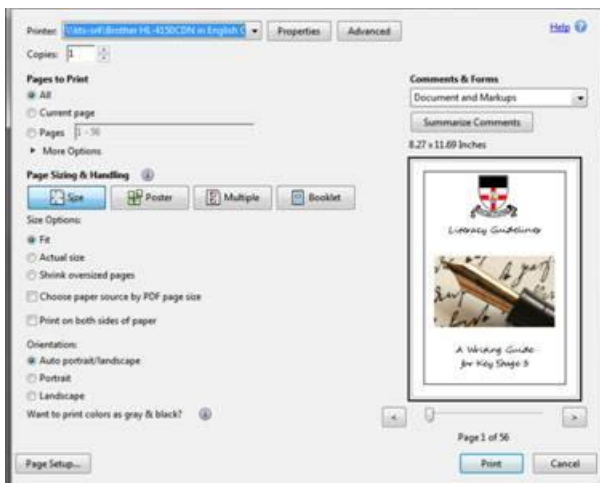 Printer: \\tts-srf\Brother HL-4150CDN in English C
Properties
Advanced
Help
Copies: 1
Pages to Print
All
Current page
Pages 1 - 56
More Options
Page Sizing & Handling
Size
Poster
Multiple
Booklet
Size Options:
Fit
Actual size
Shrink oversized pages
Choose paper source by PDF page size
Print on both sides of paper
Orientation:
Auto portrait/landscape
Portrait
Landscape
Want to print colors as gray & black?
Comments & Forms
Document and Markups
Summarize Comments
8.27 x 11.69 Inches
Literacy Guidelines
A Writing Guide
for Key Stage 3
<
>
Page 1 of 56
Page Setup...
Print
Cancel